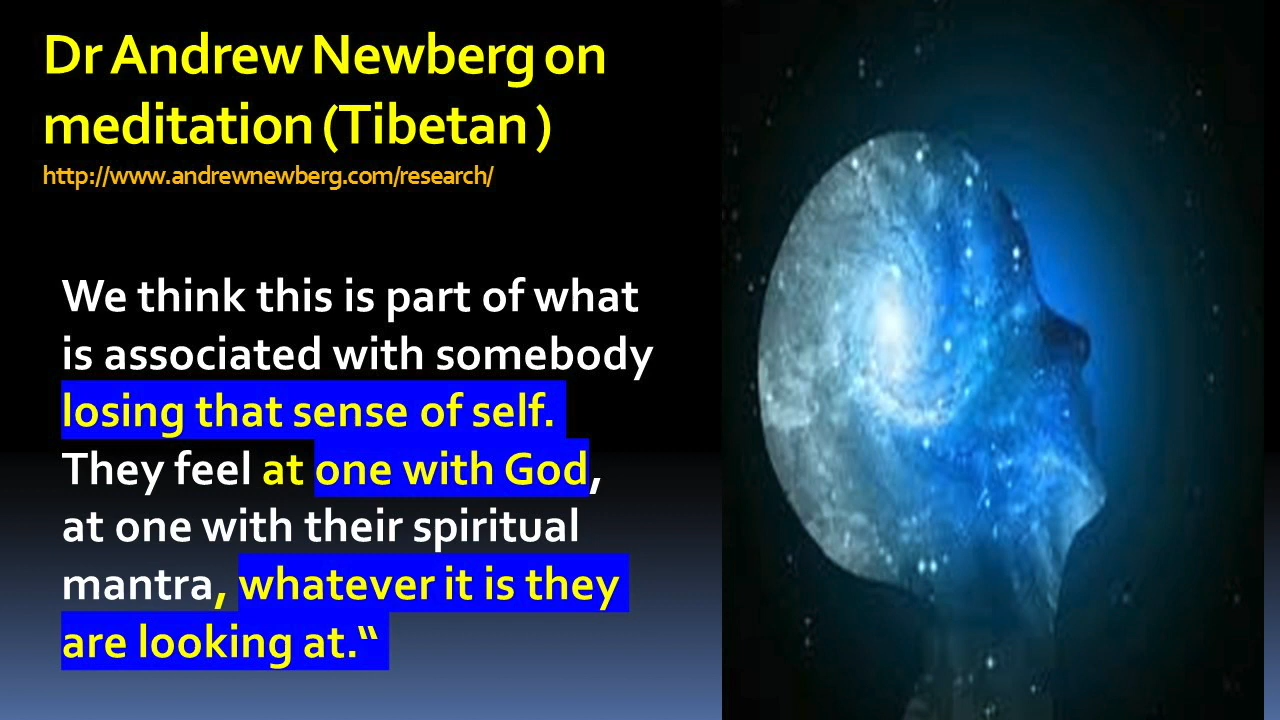 Dr Andrew Newberg on
meditation (Tibetan )
http://www.andrewnewberg.com/research/
We think this is part of what
is associated with somebody
losing that sense of self.
They feel at one with God,
at one with their spiritual
mantra, whatever it is they
are looking at.“